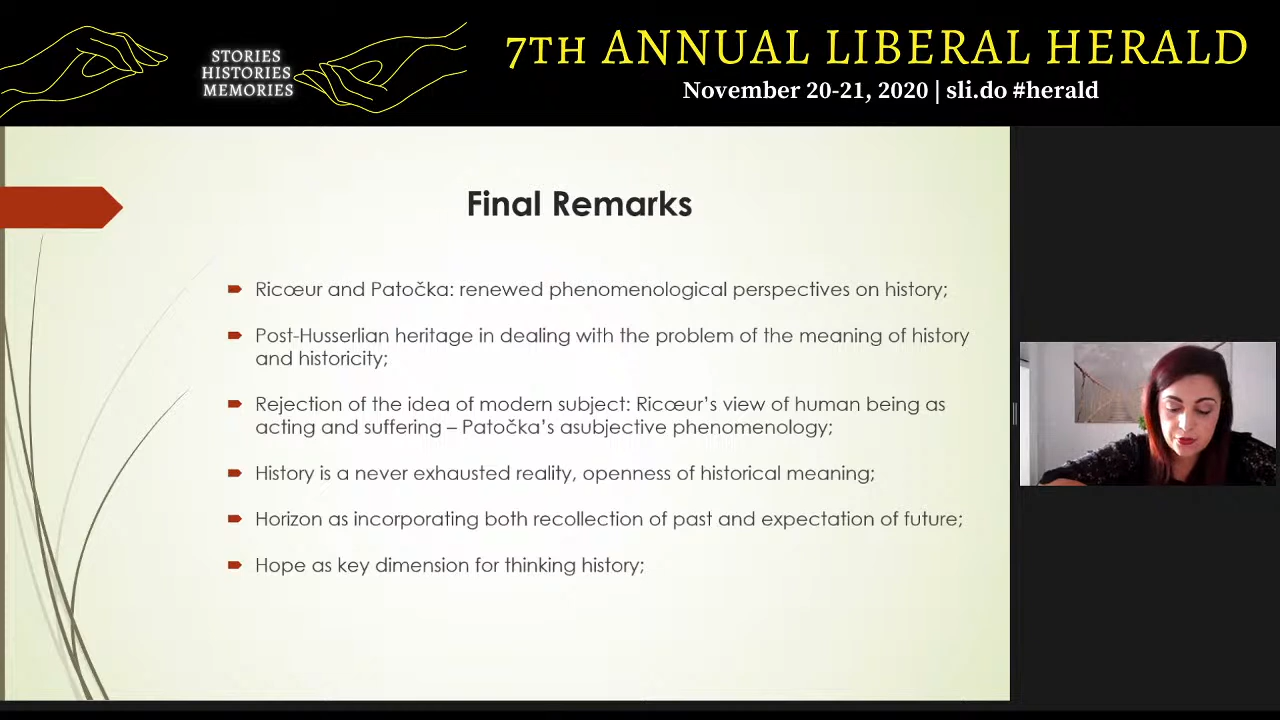 STORIES
HISTORIES
MEMORIES
7TH ANNUAL LIBERAL HERALD
November 20-21, 2020 | sli.do #herald
Final Remarks
Ricœur and Patočka: renewed phenomenological perspectives on history;
Post-Husserlian heritage in dealing with the problem of the meaning of history
and historicity;
Rejection of the idea of modern subject: Ricœur’s view of human being as
acting and suffering – Patočka’s asubjective phenomenology;
History is a never exhausted reality, openness of historical meaning;
Horizon as incorporating both recollection of past and expectation of future;
Hope as key dimension for thinking history;